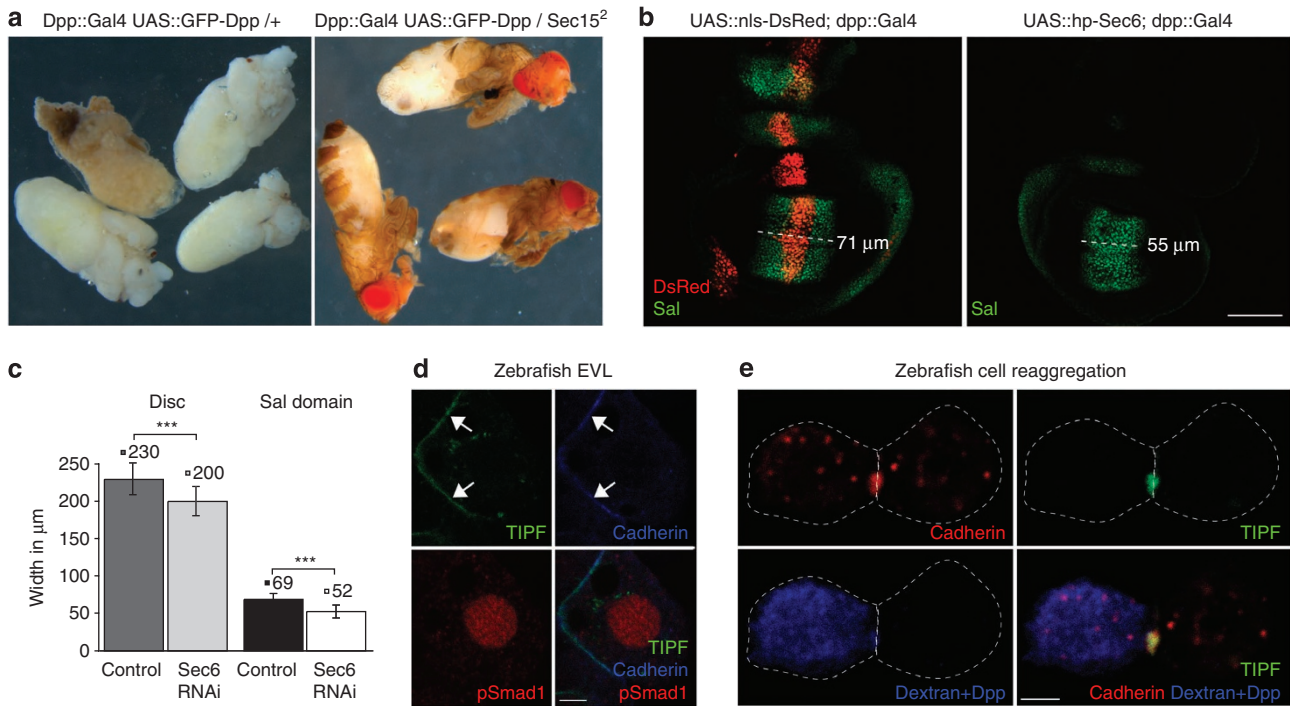 a
Dpp::Gal4 UAS::GFP-Dpp /+
Dpp::Gal4 UAS::GFP-Dpp / Sec15²
b
UAS::nls-DsRed; dpp::Gal4
UAS::hp-Sec6; dpp::Gal4
71 μm
55 μm
DsRed
Sal
Sal
c
Disc
Sal domain
***
230
200
***
69
52
Width in μm
250
200
150
100
50
0
Control
Sec6
RNAi
Control
Sec6
RNAi
d
Zebrafish EVL
TIPF
Cadherin
pSmad1
TIPF
Cadherin
pSmad1
e
Zebrafish cell reaggregation
Cadherin
TIPF
Dextran+Dpp
TIPF
Cadherin Dextran+Dpp